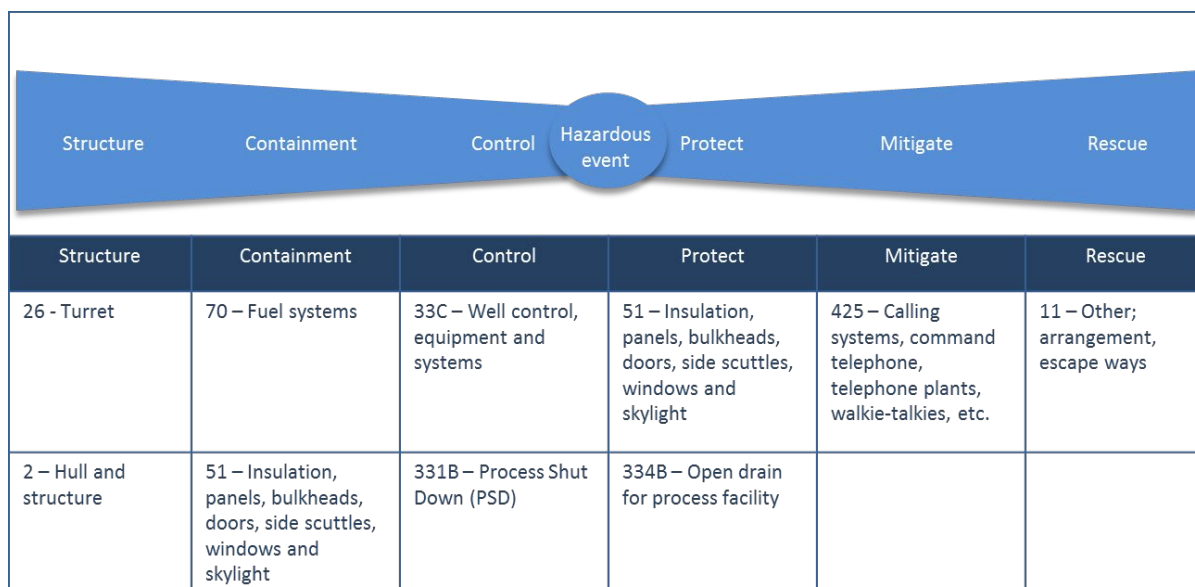 Structure
Containment
Control
Hazardous
event
Protect
Mitigate
Rescue
Structure
Containment
Control
Protect
Mitigate
Rescue
26 - Turret
70 – Fuel systems
33C – Well control,
equipment and
systems
51 – Insulation,
panels, bulkheads,
doors, side scuttles,
windows and
skylight
425 – Calling
systems, command
telephone,
telephone plants,
walkie-talkies, etc.
11 – Other;
arrangement,
escape ways
2 – Hull and
structure
51 – Insulation,
panels, bulkheads,
doors, side scuttles,
windows and
skylight
331B – Process Shut
Down (PSD)
334B – Open drain
for process facility